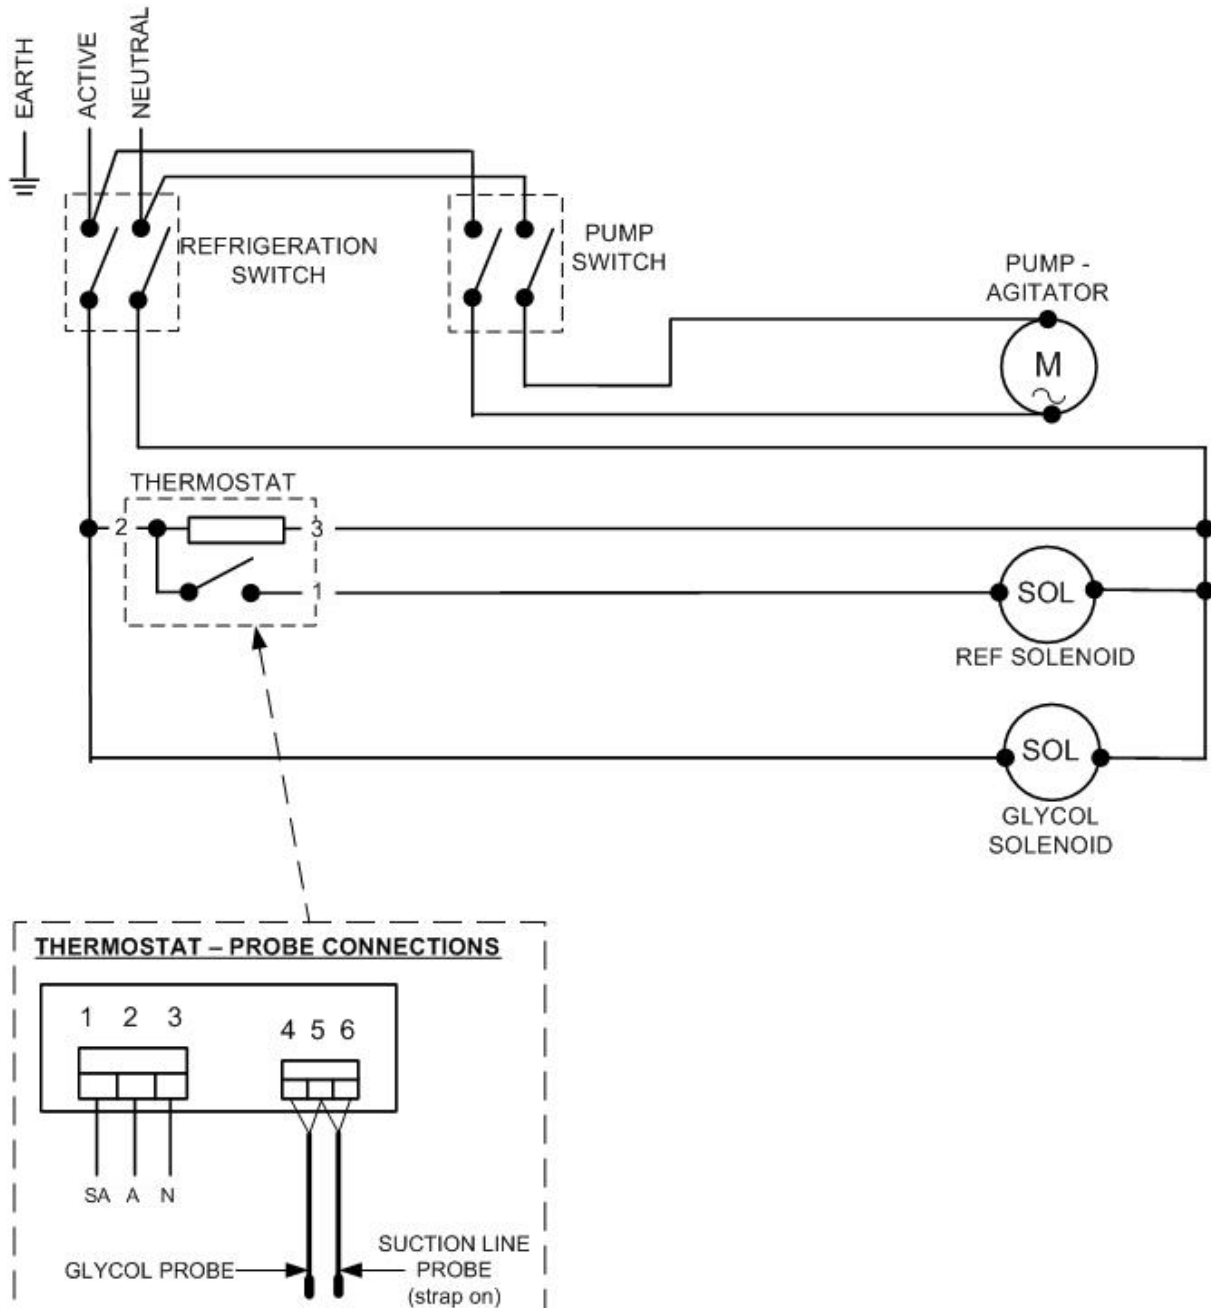 EARTH
ACTIVE
NEUTRAL
REFRIGERATION
SWITCH
PUMP
SWITCH
PUMP -
AGITATOR
M
THERMOSTAT
2
3
1
SOL
REF SOLENOID
SOL
GLYCOL
SOLENOID
THERMOSTAT – PROBE CONNECTIONS
1 2 3
4 5 6
SA A N
GLYCOL PROBE
SUCTION LINE
PROBE
(strap on)